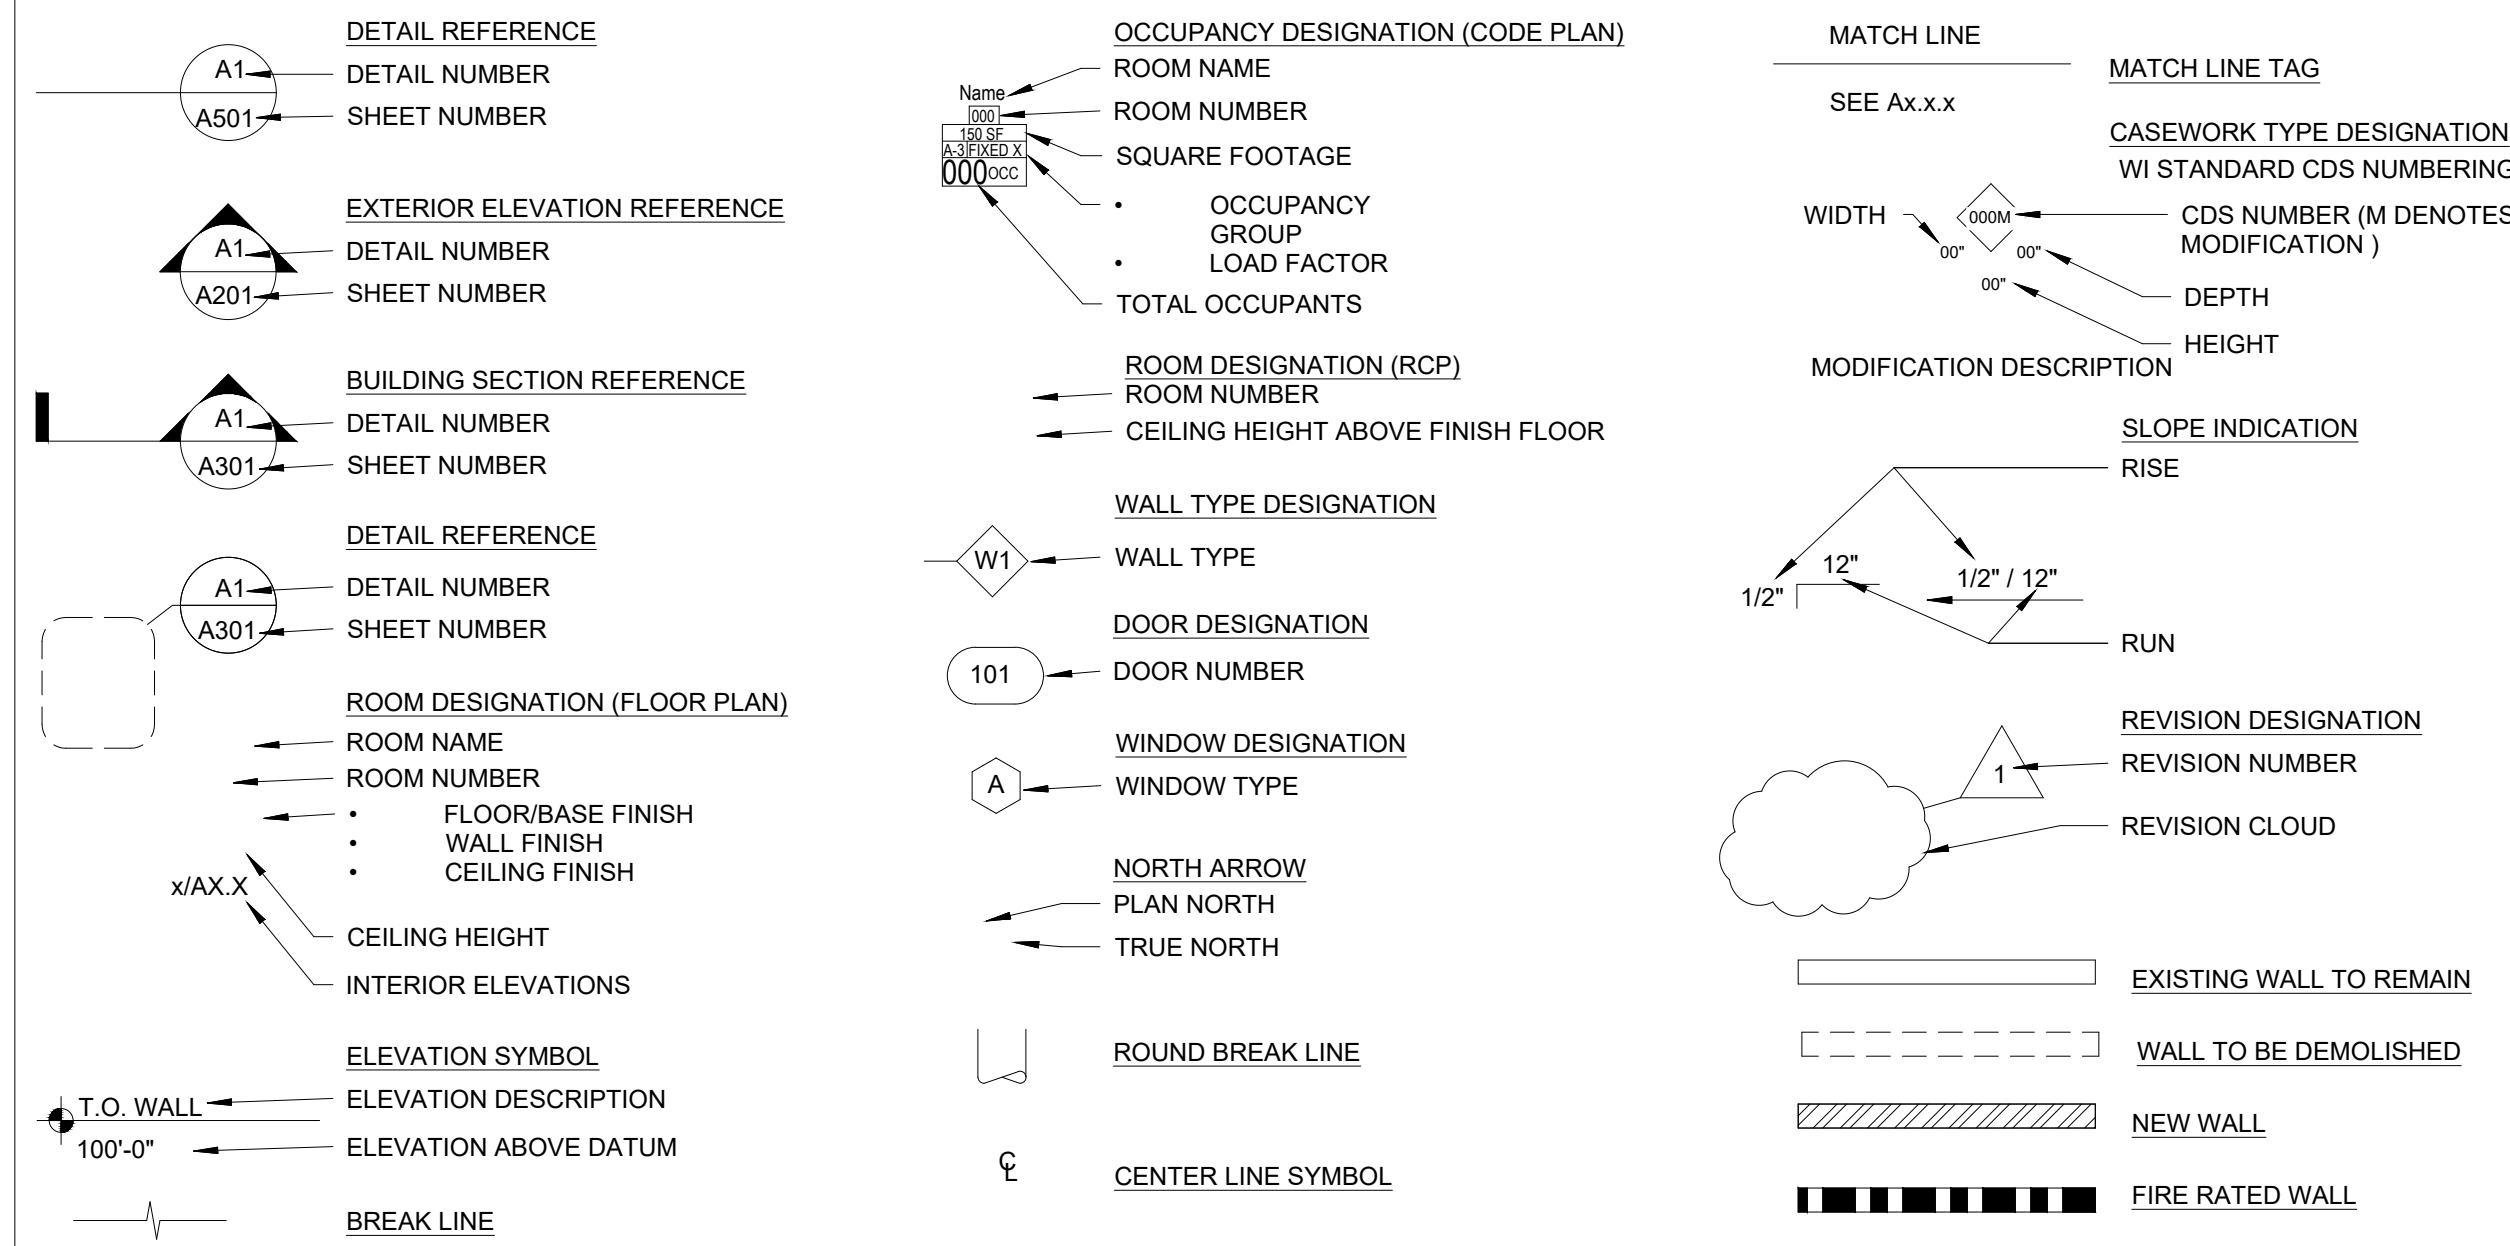 DETAIL REFERENCE
A1
DETAIL NUMBER
A501
SHEET NUMBER
EXTERIOR ELEVATION REFERENCE
A1
DETAIL NUMBER
A201
SHEET NUMBER
BUILDING SECTION REFERENCE
A1
DETAIL NUMBER
A301
SHEET NUMBER
DETAIL REFERENCE
A1
DETAIL NUMBER
A301
SHEET NUMBER
ROOM DESIGNATION (FLOOR PLAN)
ROOM NAME
ROOM NUMBER
• FLOOR/BASE FINISH
• WALL FINISH
• CEILING FINISH
x/AX.X
CEILING HEIGHT
INTERIOR ELEVATIONS
ELEVATION SYMBOL
T.O. WALL
ELEVATION DESCRIPTION
100'-0"
ELEVATION ABOVE DATUM
BREAK LINE
OCCUPANCY DESIGNATION (CODE PLAN)
ROOM NAME
Name
000
ROOM NUMBER
150 SF
A-3 FIXED X
SQUARE FOOTAGE
000 OCC
• OCCUPANCY
GROUP
• LOAD FACTOR
TOTAL OCCUPANTS
ROOM DESIGNATION (RCP)
ROOM NUMBER
CEILING HEIGHT ABOVE FINISH FLOOR
WALL TYPE DESIGNATION
W1
WALL TYPE
DOOR DESIGNATION
101
DOOR NUMBER
WINDOW DESIGNATION
A
WINDOW TYPE
NORTH ARROW
PLAN NORTH
TRUE NORTH
ROUND BREAK LINE
℄
CENTER LINE SYMBOL
MATCH LINE
MATCH LINE TAG
SEE Ax.x.x
CASEWORK TYPE DESIGNATION
WI STANDARD CDS NUMBERING
WIDTH
000M
CDS NUMBER (M DENOTES
MODIFICATION )
00"
00"
00"
DEPTH
HEIGHT
MODIFICATION DESCRIPTION
SLOPE INDICATION
RISE
12"
1/2"
1/2" / 12"
RUN
REVISION DESIGNATION
1
REVISION NUMBER
REVISION CLOUD
EXISTING WALL TO REMAIN
WALL TO BE DEMOLISHED
NEW WALL
FIRE RATED WALL